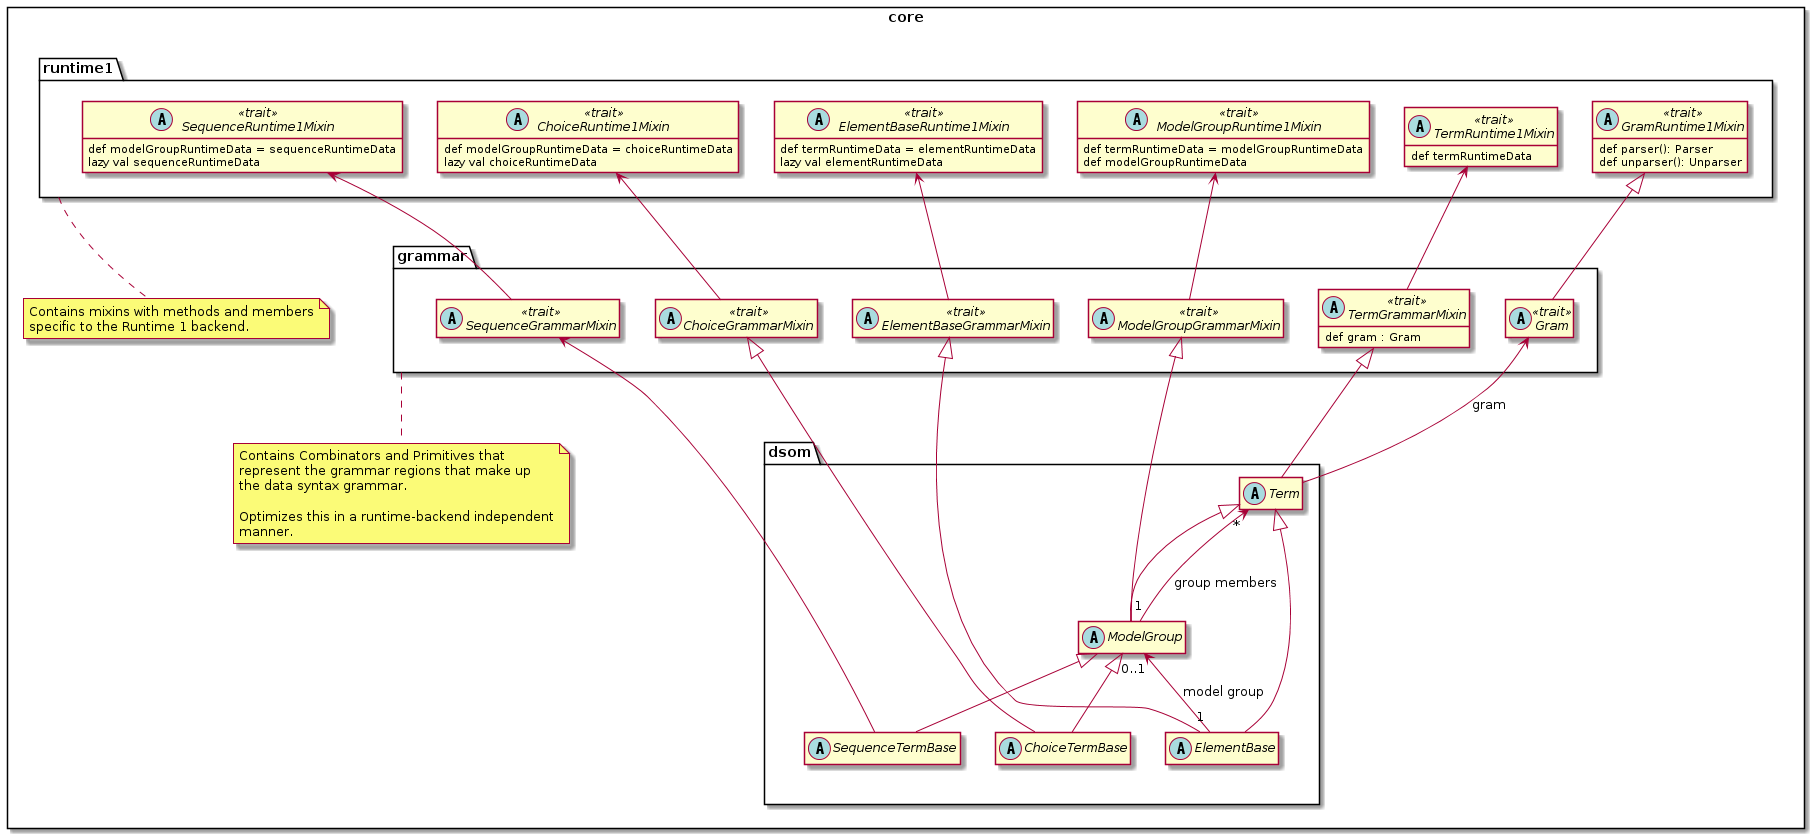 core
runtime1
A «trait» SequenceRuntime1Mixin
def modelGroupRuntimeData = sequenceRuntimeData
lazy val sequenceRuntimeData
A «trait» ChoiceRuntime1Mixin
def modelGroupRuntimeData = choiceRuntimeData
lazy val choiceRuntimeData
A «trait» ElementBaseRuntime1Mixin
def termRuntimeData = elementRuntimeData
lazy val elementRuntimeData
A «trait» ModelGroupRuntime1Mixin
def termRuntimeData = modelGroupRuntimeData
def modelGroupRuntimeData
A «trait» TermRuntime1Mixin
def termRuntimeData
A «trait» GramRuntime1Mixin
def parser(): Parser
def unparser(): Unparser
grammar
Contains mixins with methods and members
specific to the Runtime 1 backend.
A «trait» SequenceGrammarMixin
A «trait» ChoiceGrammarMixin
A «trait» ElementBaseGrammarMixin
A «trait» ModelGroupGrammarMixin
A «trait» TermGrammarMixin
def gram : Gram
A «trait» Gram
gram
Contains Combinators and Primitives that
represent the grammar regions that make up
the data syntax grammar.
Optimizes this in a runtime-backend independent
manner.
dsom
A Term
*
group members
1
A ModelGroup
0..1
model group
1
A SequenceTermBase
A ChoiceTermBase
A ElementBase